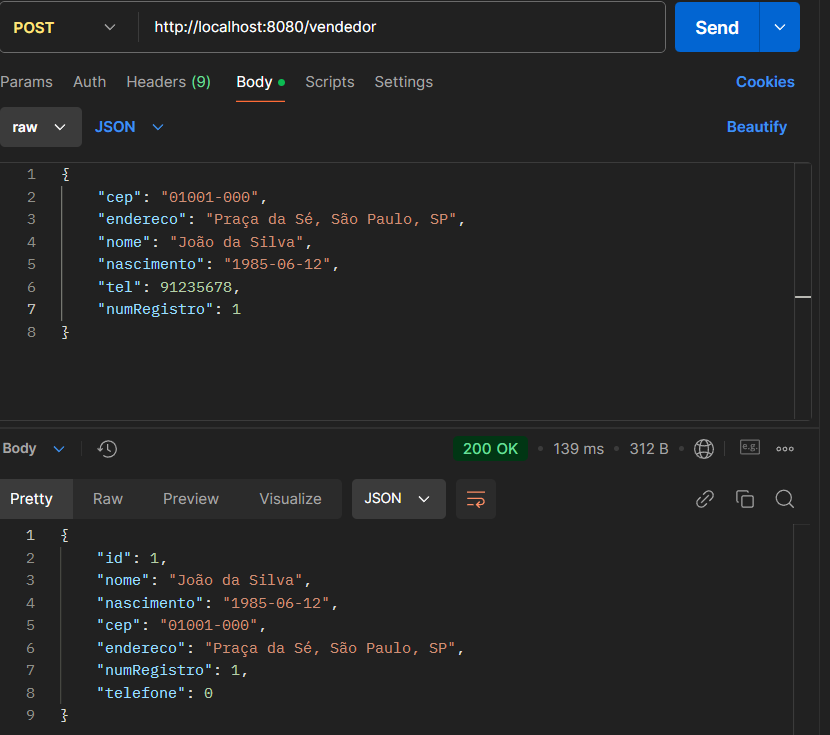 POST http://localhost:8080/vendedor Send
Params Auth Headers (9) Body Scripts Settings Cookies
raw JSON Beautify
1 {
2 "cep": "01001-000",
3 "endereco": "Praça da Sé, São Paulo, SP",
4 "nome": "João da Silva",
5 "nascimento": "1985-06-12",
6 "tel": 91235678,
7 "numRegistro": 1
8 }
Body 200 OK 139 ms 312 B e.g.
Pretty Raw Preview Visualize JSON
1 {
2 "id": 1,
3 "nome": "João da Silva",
4 "nascimento": "1985-06-12",
5 "cep": "01001-000",
6 "endereco": "Praça da Sé, São Paulo, SP",
7 "numRegistro": 1,
8 "telefone": 0
9 }